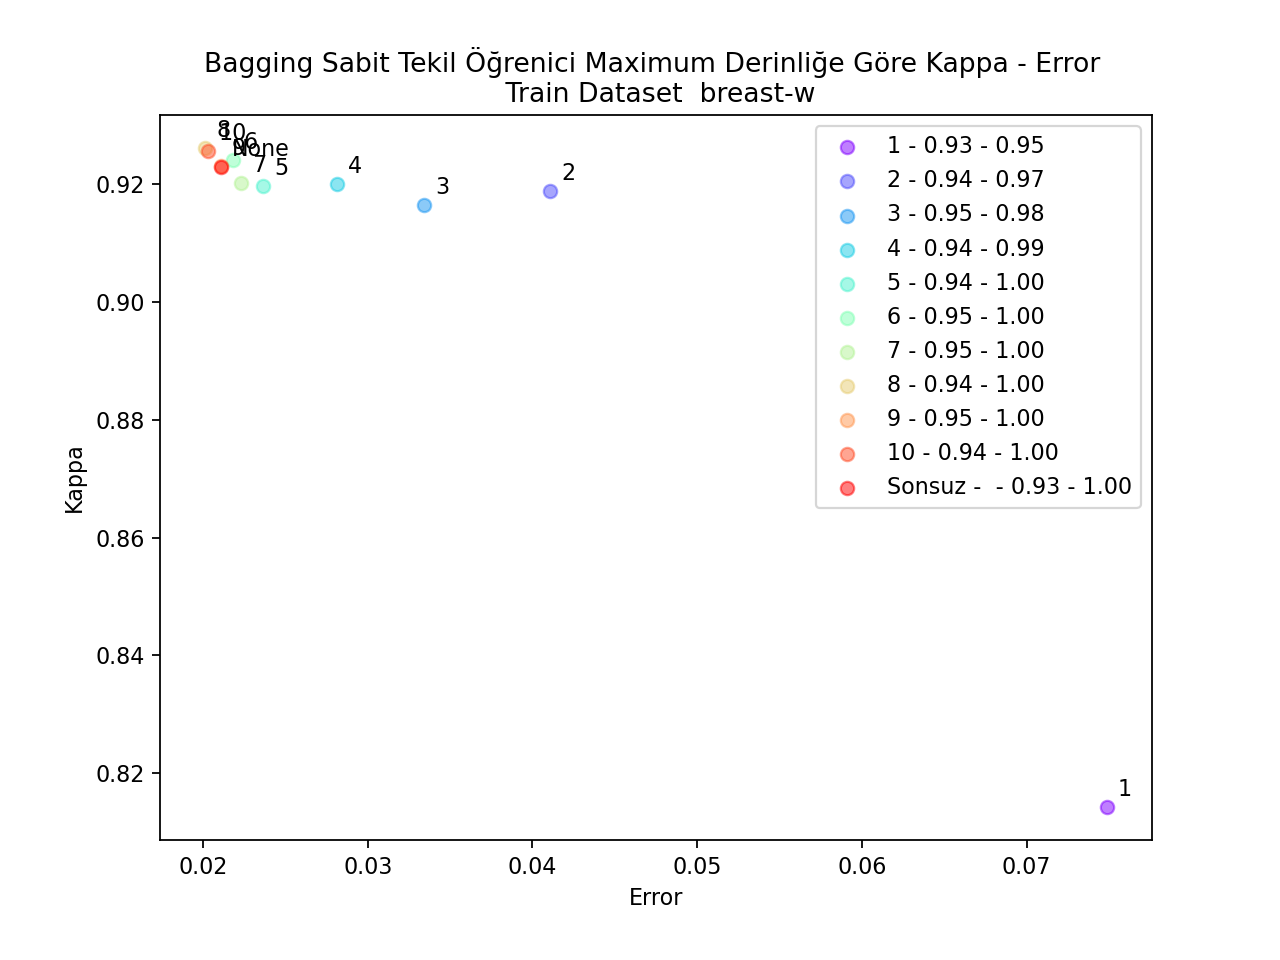 Bagging Sabit Tekil Öğrenici Maximum Derinliğe Göre Kappa - Error
Train Dataset  breast-w
8
10
6
9
None
7
5
4
3
2
1
1 - 0.93 - 0.95
2 - 0.94 - 0.97
3 - 0.95 - 0.98
4 - 0.94 - 0.99
5 - 0.94 - 1.00
6 - 0.95 - 1.00
7 - 0.95 - 1.00
8 - 0.94 - 1.00
9 - 0.95 - 1.00
10 - 0.94 - 1.00
Sonsuz -  - 0.93 - 1.00
0.92
0.90
0.88
0.86
0.84
0.82
Kappa
0.02
0.03
0.04
0.05
0.06
0.07
Error